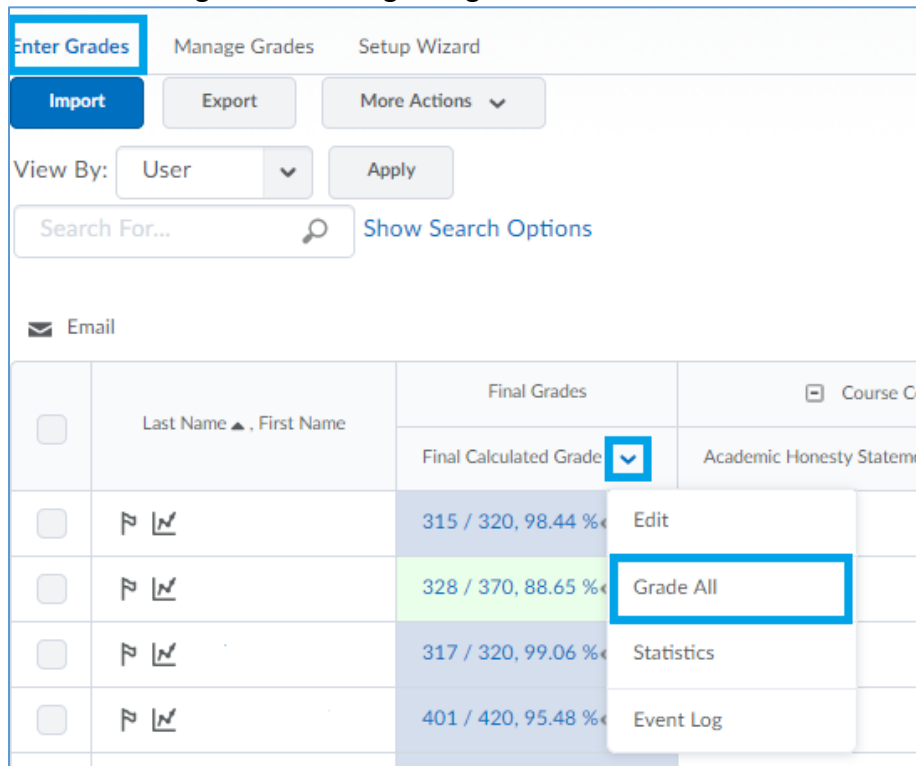 Enter Grades Manage Grades Setup Wizard
Import Export More Actions
View By: User Apply
Search For... Show Search Options
Email
Final Grades Course
Last Name , First Name
Final Calculated Grade Academic Honesty
315 / 320, 98.44 % Edit
328 / 370, 88.65 % Grade All
317 / 320, 99.06 % Statistics
401 / 420, 95.48 % Event Log